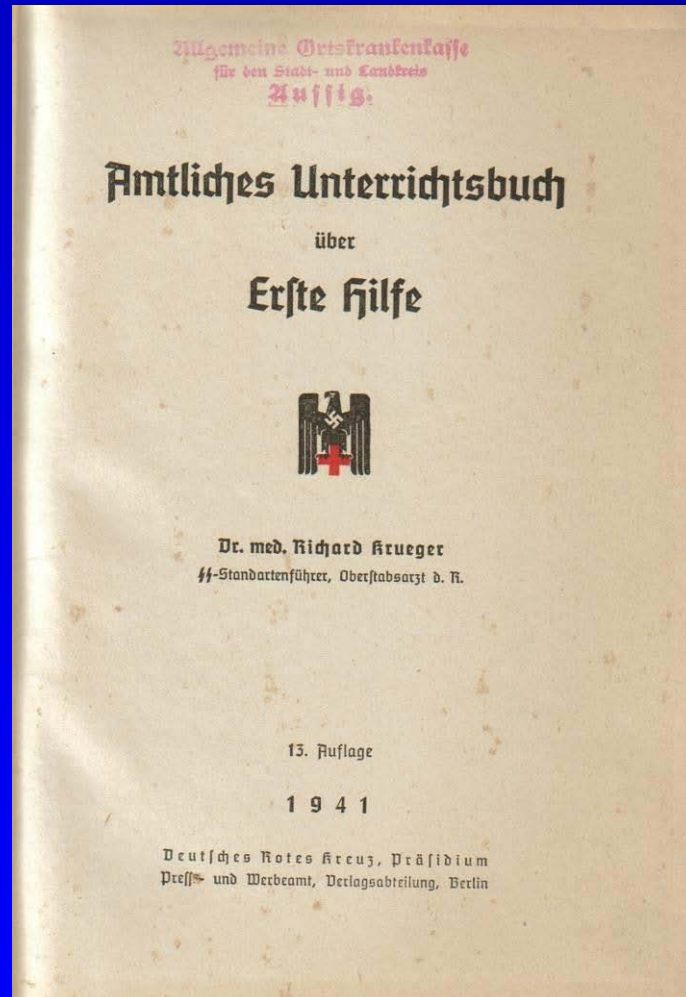 Allgemeine Ortskrankenkasse
für den Stadt- und Landkreis
Aussig.
Amtliches Unterrichtsbuch
über
Erste Hilfe
Dr. med. Richard Krueger
SS-Standartenführer, Oberstabsarzt d. R.
13. Auflage
1941
Deutsches Rotes Kreuz, Präsidium
Presse- und Werbeamt, Verlagsabteilung, Berlin